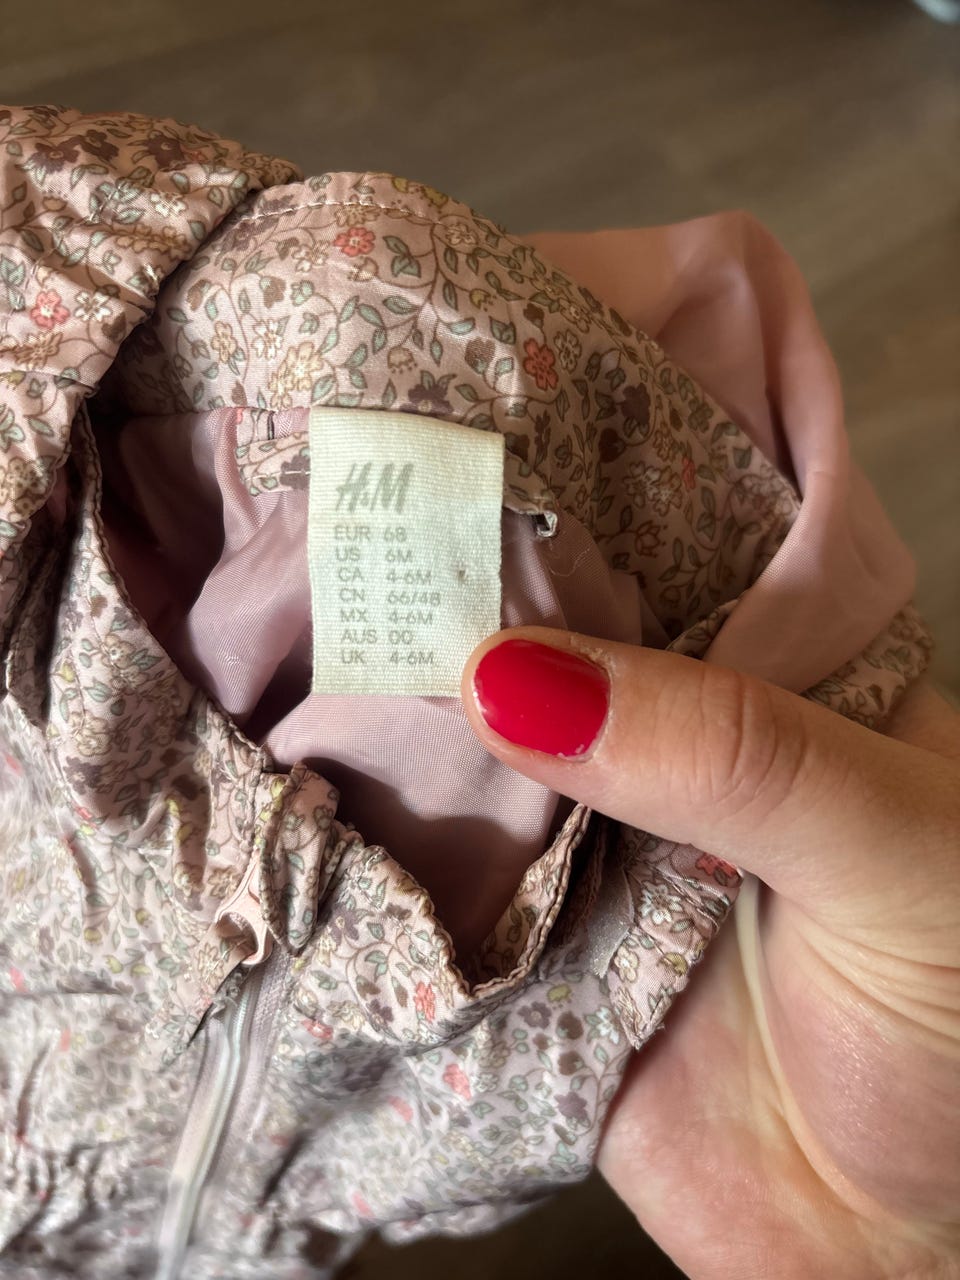 H&M
EUR 68
US 6M
CA 4-6M
CN 66/48
MX 4-6M
AUS 00
UK 4-6M